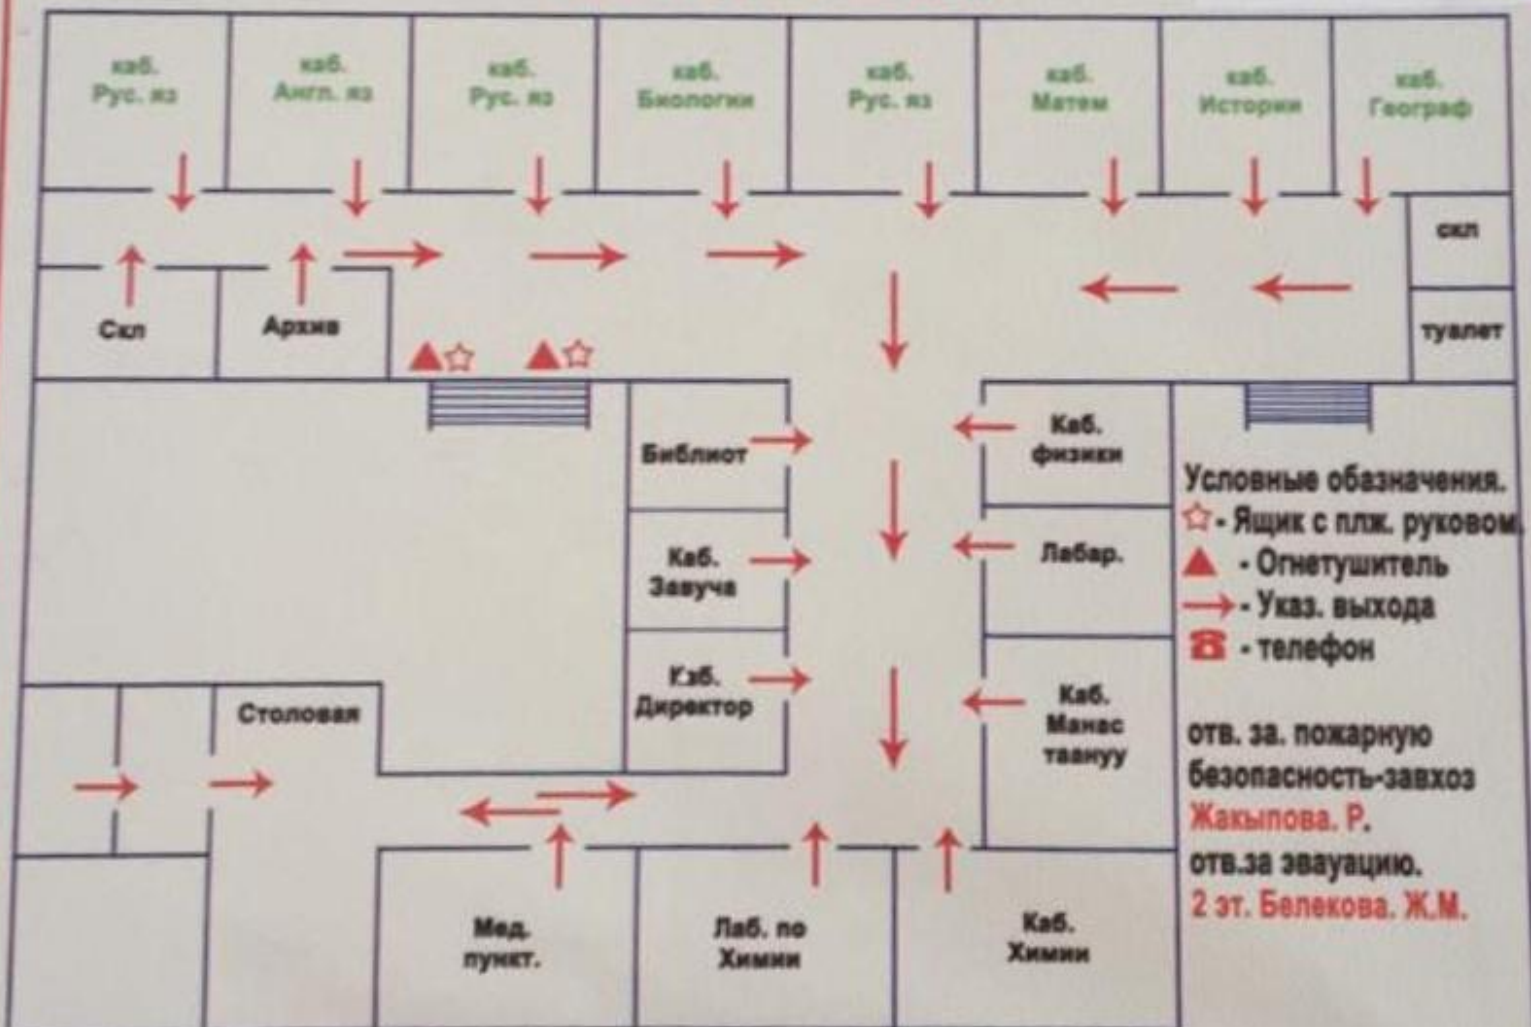 каб.
Рус. яз
каб.
Англ. яз
каб.
Рус. яз
каб.
Биологии
каб.
Рус. яз
каб.
Матем
каб.
Истории
каб.
Географ
скл
туалет
Скл
Архив
Библиот
Каб.
Завуча
Каб.
Директор
Каб.
физики
Лабар.
Каб.
Манас
таануу
Столовая
Мед.
пункт.
Лаб. по
Химии
Каб.
Химии
Условные обазначения.
- Ящик с плж. руковом.
- Огнетушитель
- Указ. выхода
- телефон
отв. за. пожарную
безопасность-завхоз
Жакыпова. Р.
отв.за эвауацию.
2 эт. Белекова. Ж.М.